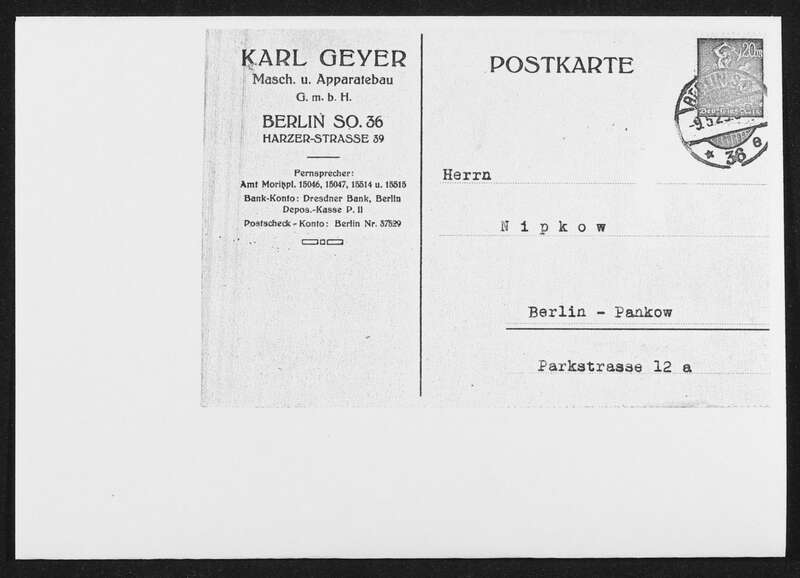 KARL GEYER
Masch. u. Apparatebau
G. m. b. H.
BERLIN SO. 36
HARZER-STRASSE 39
Fernsprecher:
Amt Moritzpl. 15046, 15047, 15514 u. 15515
Bank-Konto: Dresdner Bank, Berlin
Depos.-Kasse P. II
Postscheck-Konto: Berlin Nr. 37529
POSTKARTE
20
BERLIN SO
36 e
Herrn
Nipkow
Berlin - Pankow
Parkstrasse 12 a